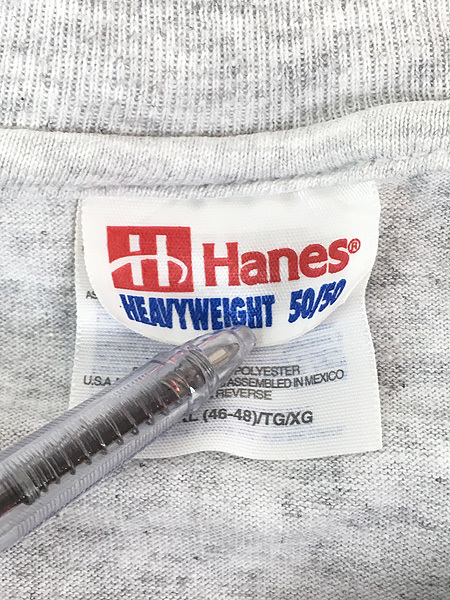 Hanes®
HEAVYWEIGHT 50/50
POLYESTER
U.S.A. ASSEMBLED IN MEXICO
REVERSE
(46-48)/TG/XG